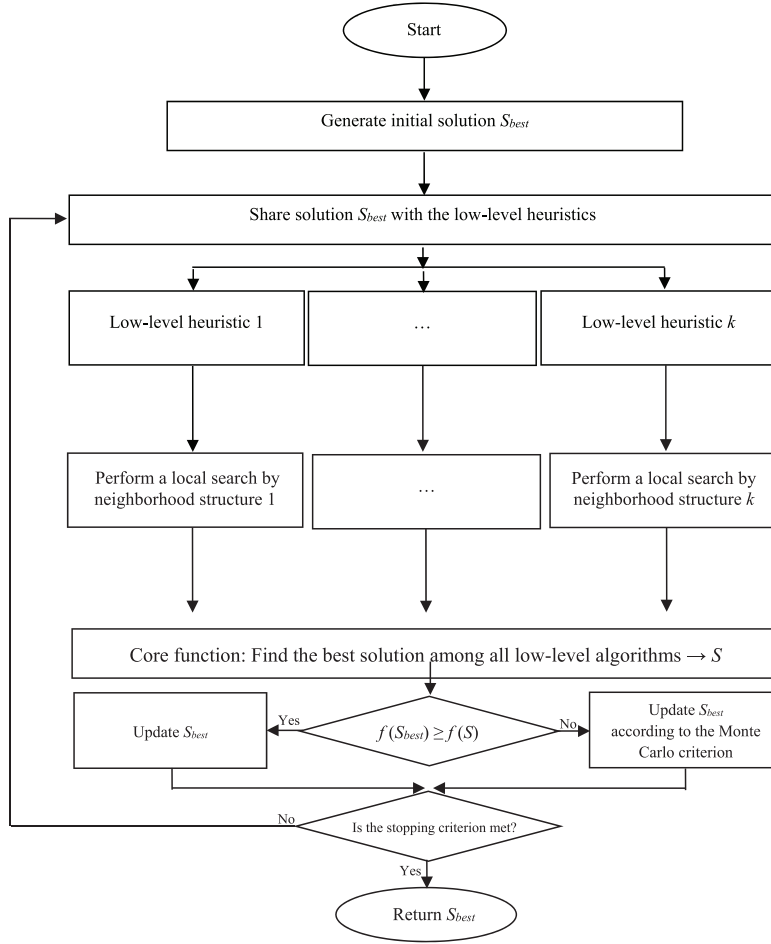 Start
Generate initial solution S_best
Share solution S_best with the low-level heuristics
Low-level heuristic 1
…
Low-level heuristic k
Perform a local search by
neighborhood structure 1
…
Perform a local search by
neighborhood structure k
Core function: Find the best solution among all low-level algorithms → S
Update S_best
Yes
f (S_best) ≥ f (S)
No
Update S_best
according to the Monte
Carlo criterion
No
Is the stopping criterion met?
Yes
Return S_best